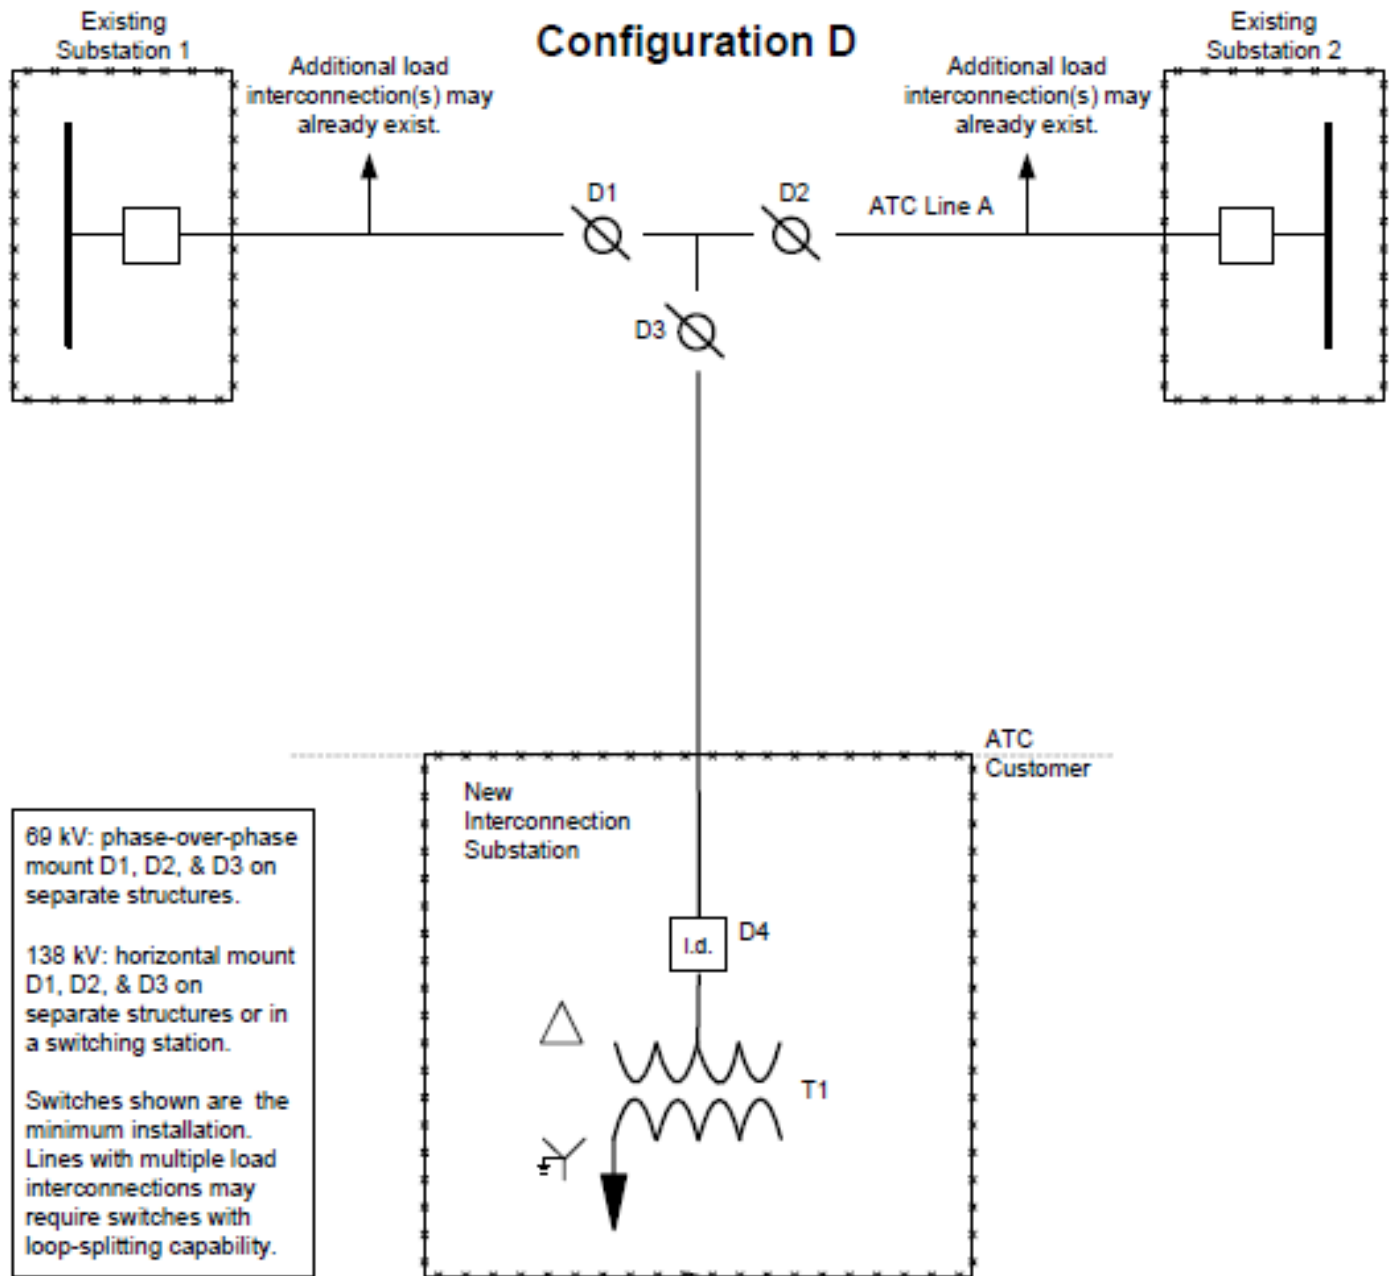 Existing
Substation 1
Configuration D
Existing
Substation 2
Additional load
interconnection(s) may
already exist.
Additional load
interconnection(s) may
already exist.
D1
D2
ATC Line A
D3
ATC
Customer
New
Interconnection
Substation
69 kV: phase-over-phase
mount D1, D2, & D3 on
separate structures.
138 kV: horizontal mount
D1, D2, & D3 on
separate structures or in
a switching station.
Switches shown are the
minimum installation.
Lines with multiple load
interconnections may
require switches with
loop-splitting capability.
I.d.
D4
T1